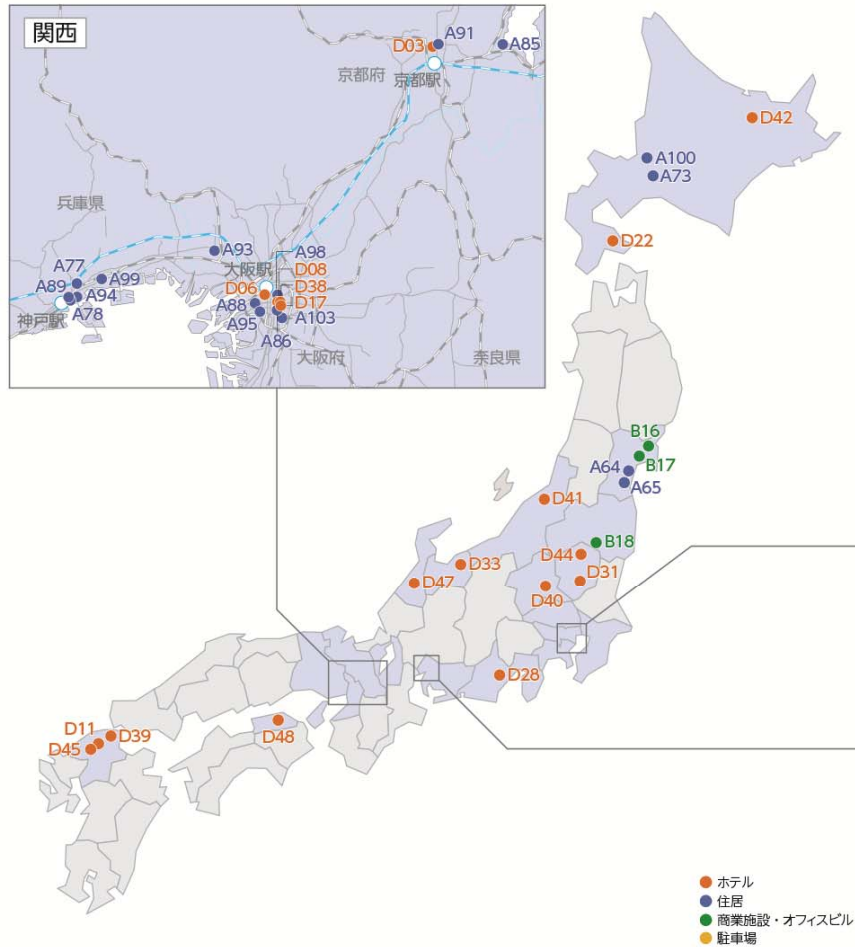 関西
D03
A91
A85
京都府
京都駅
兵庫県
A93
A98
大阪駅
D08
D38
D06
D17
A77
A99
A89
A94
A88
A103
神戸駅
A78
A95
A86
大阪府
奈良県
D42
A100
A73
D22
B16
B17
A64
A65
D41
B18
D44
D33
D31
D47
D40
D28
D11
D39
D45
D48
ホテル
住居
商業施設・オフィスビル
駐車場